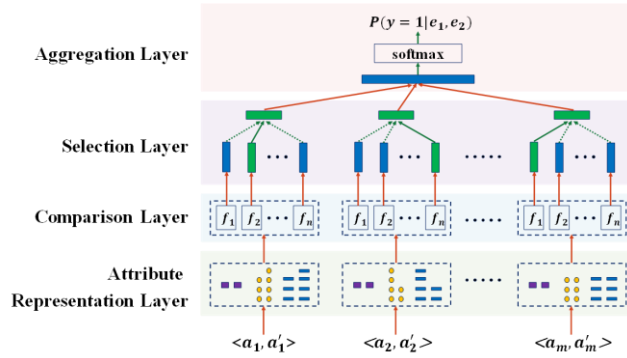 P(y = 1|e₁, e₂)
Aggregation Layer
softmax
Selection Layer
Comparison Layer
f₁ f₂ ··· fₙ f₁ f₂ ··· fₙ ······ f₁ f₂ ··· fₙ
Attribute
Representation Layer
<a₁, a′₁> <a₂, a′₂> <aₘ, a′ₘ>